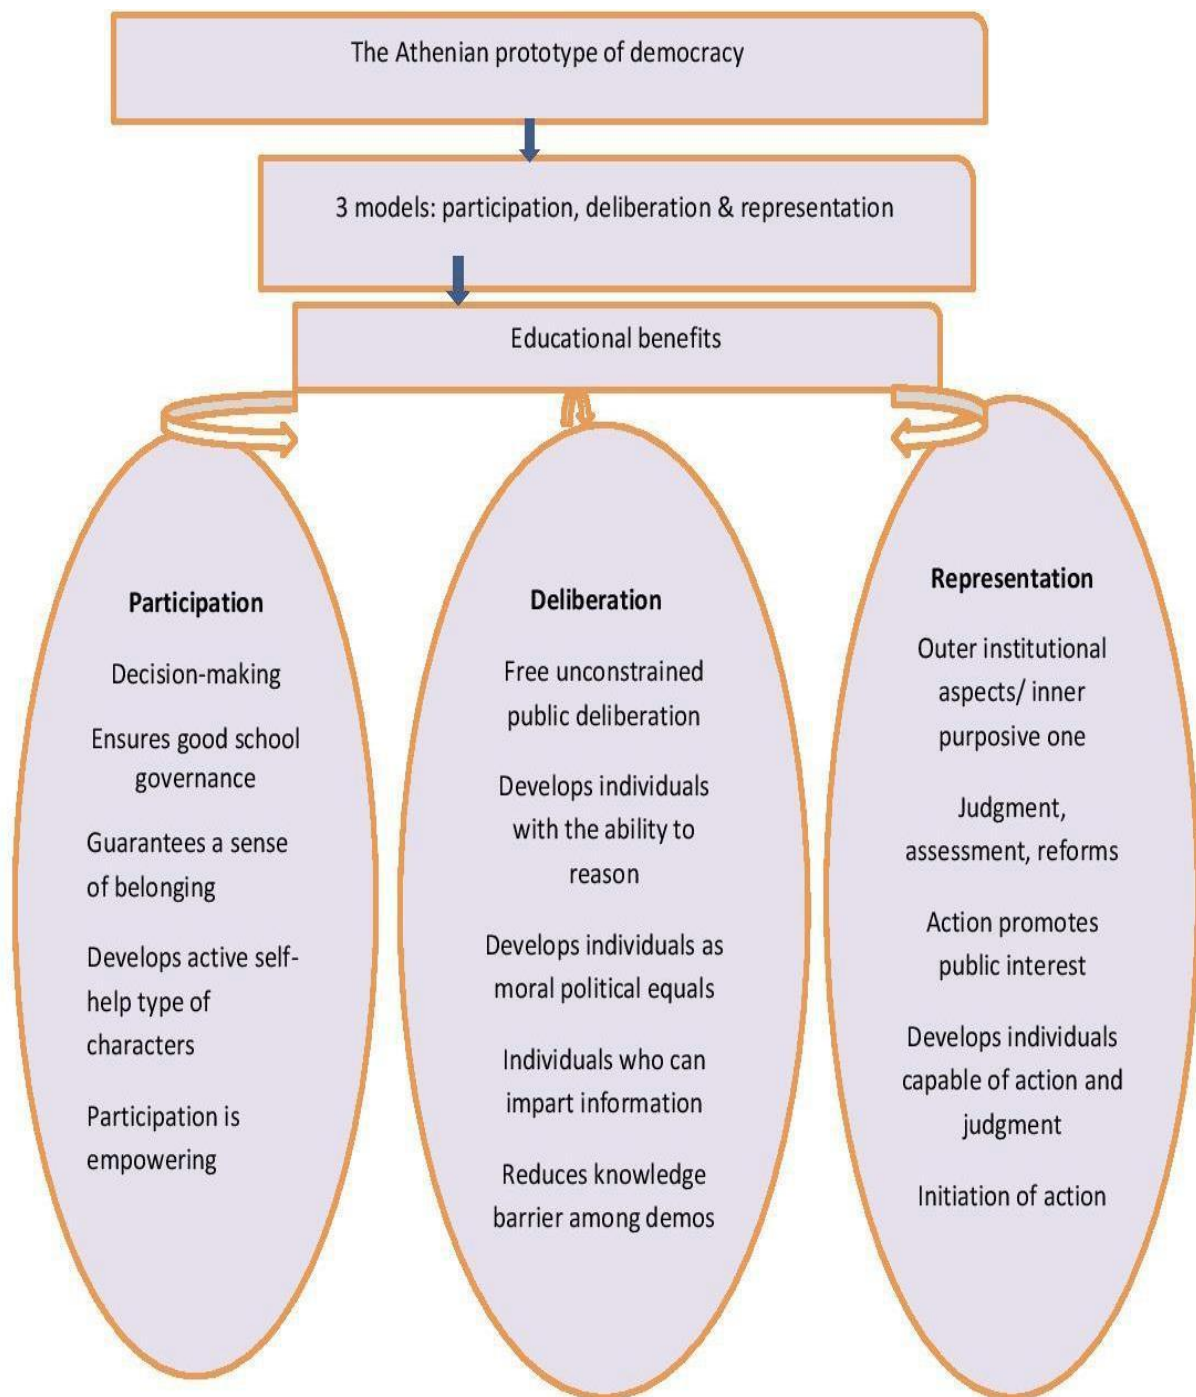 The Athenian prototype of democracy
3 models: participation, deliberation & representation
Educational benefits
Participation
Decision-making
Ensures good school
governance
Guarantees a sense
of belonging
Develops active self-
help type of
characters
Participation is
empowering
Deliberation
Free unconstrained
public deliberation
Develops individuals
with the ability to
reason
Develops individuals as
moral political equals
Individuals who can
impart information
Reduces knowledge
barrier among demos
Representation
Outer institutional
aspects/ inner
purposive one
Judgment,
assessment, reforms
Action promotes
public interest
Develops individuals
capable of action and
judgment
Initiation of action